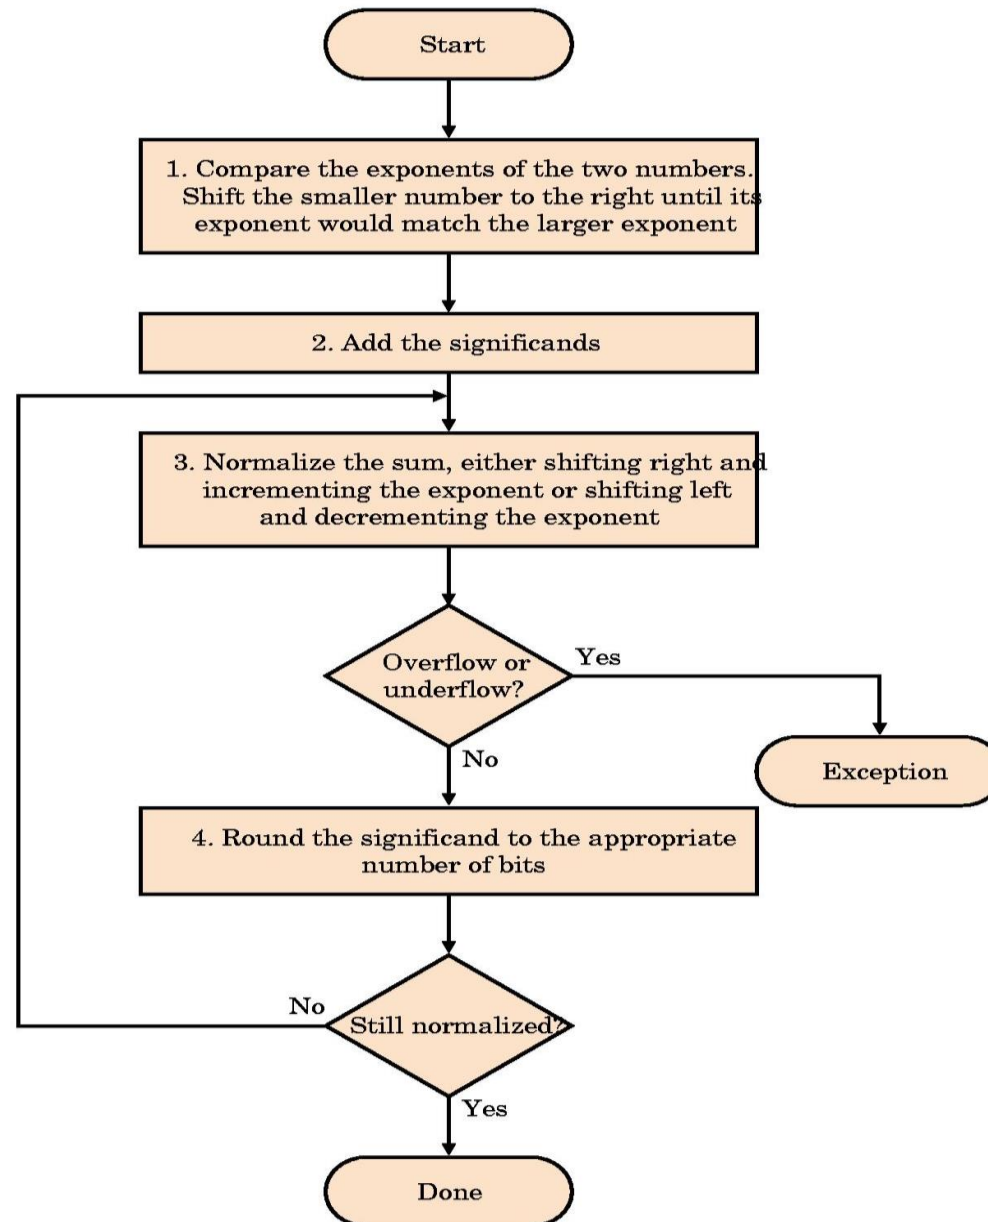 Start
1. Compare the exponents of the two numbers.
Shift the smaller number to the right until its
exponent would match the larger exponent
2. Add the significands
3. Normalize the sum, either shifting right and
incrementing the exponent or shifting left
and decrementing the exponent
Overflow or
underflow?
Yes
No
Exception
4. Round the significand to the appropriate
number of bits
No
Still normalized?
Yes
Done